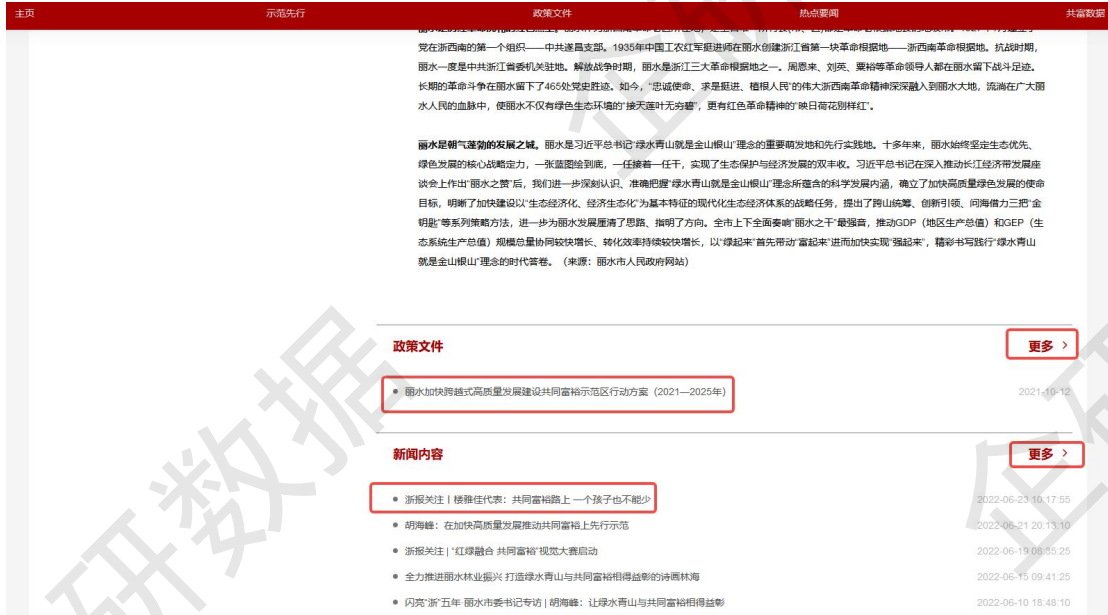 主页 示范先行 政策文件 热点要闻 共富数据
党在浙西南的第一个组织——中共遂昌支部。1935年中国工农红军挺进师在丽水创建浙江省第一块革命根据地——浙西南革命根据地。抗战时期，
丽水一度是中共浙江省委机关驻地。解放战争时期，丽水是浙江三大革命根据地之一。周恩来、刘英、粟裕等革命领导人都在丽水留下战斗足迹。
长期的革命斗争在丽水留下了465处党史胜迹。如今，“忠诚使命、求是挺进、植根人民”的伟大浙西南革命精神深深融入到丽水大地，流淌在广大丽
水人民的血脉中，使丽水不仅有绿色生态环境的“接天莲叶无穷碧”，更有红色革命精神的“映日荷花别样红”。
丽水是朝气蓬勃的发展之城。丽水是习近平总书记“绿水青山就是金山银山”理念的重要萌发地和先行实践地。十多年来，丽水始终坚定生态优先、
绿色发展的核心战略定力，一张蓝图绘到底，一任接着一任干，实现了生态保护与经济发展的双丰收。习近平总书记在深入推动长江经济带发展座
谈会上作出“丽水之赞”后，我们进一步深刻认识、准确把握“绿水青山就是金山银山”理念所蕴含的科学发展内涵，确立了加快高质量绿色发展的使命
目标，明晰了加快建设以“生态经济化、经济生态化”为基本特征的现代化生态经济体系的战略任务，提出了跨山统筹、创新引领、问海借力三把“金
钥匙”等系列策略方法，进一步为丽水发展厘清了思路、指明了方向。全市上下全面奏响“丽水之干”最强音，推动GDP（地区生产总值）和GEP（生
态系统生产总值）规模总量协同较快增长、转化效率持续较快增长，以“绿起来”首先带动“富起来”进而加快实现“强起来”，精彩书写践行“绿水青山
就是金山银山”理念的时代答卷。（来源：丽水市人民政府网站）
政策文件 更多 >
丽水加快跨越式高质量发展建设共同富裕示范区行动方案（2021—2025年） 2021-10-12
新闻内容 更多 >
浙报关注丨楼雅佳代表：共同富裕路上 一个孩子也不能少 2022-06-23 10:17:55
胡海峰：在加快高质量发展推动共同富裕上先行示范 2022-06-21 20:13:10
浙报关注 | “红绿融合 共同富裕”视觉大赛启动 2022-06-19 08:35:25
全力推进丽水林业振兴 打造绿水青山与共同富裕相得益彰的诗画林海 2022-06-15 09:41:25
闪亮“浙”五年·丽水市委书记专访 | 胡海峰：让绿水青山与共同富裕相得益彰 2022-06-10 18:48:10
研数据
企研